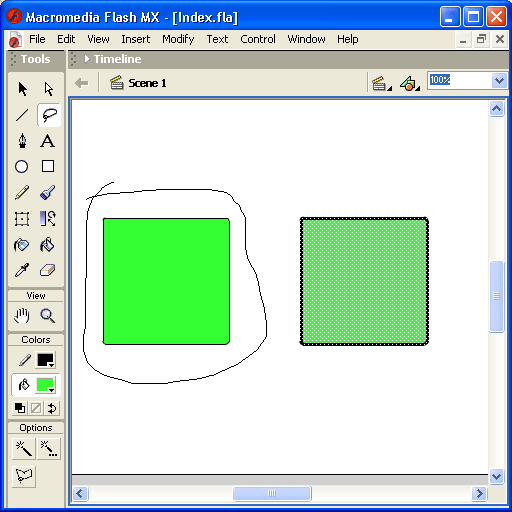 Macromedia Flash MX - [Index.fla]
File Edit View Insert Modify Text Control Window Help
Tools
Timeline
Scene 1
100%
A
View
Colors
Options